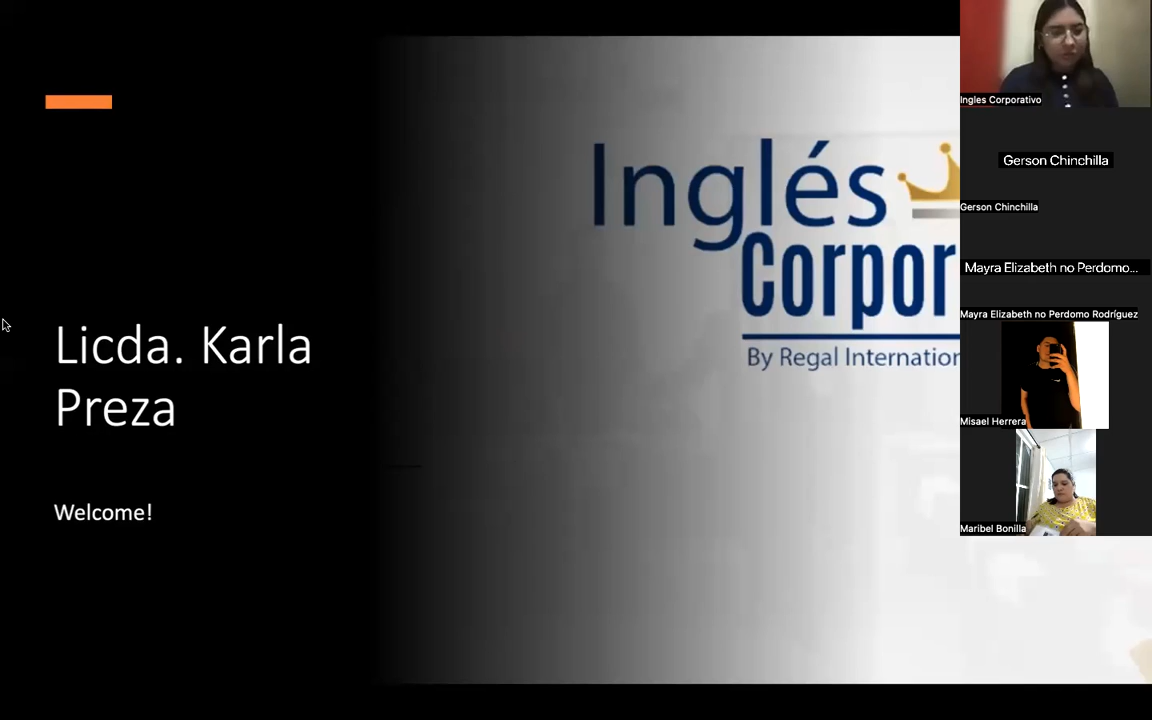 Licda. Karla
Preza
Welcome!
Inglés
Corpor
By Regal Internation
Ingles Corporativo
Gerson Chinchilla
Gerson Chinchilla
Mayra Elizabeth no Perdomo...
Mayra Elizabeth no Perdomo Rodríguez
Misael Herrera
Maribel Bonilla